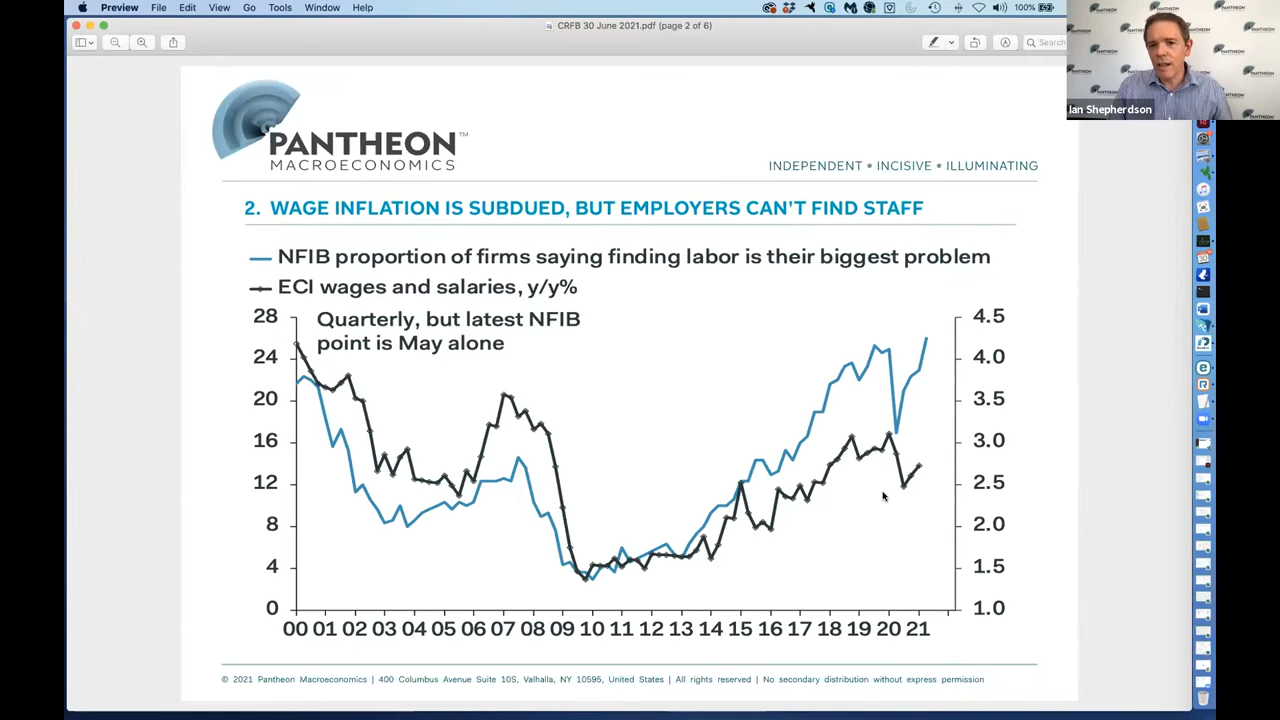 Preview File Edit View Go Tools Window Help 100%
CRFB 30 June 2021.pdf (page 2 of 6)
Search
PANTHEON
Ian Shepherdson
PANTHEON™
MACROECONOMICS
INDEPENDENT • INCISIVE • ILLUMINATING
2. WAGE INFLATION IS SUBDUED, BUT EMPLOYERS CAN'T FIND STAFF
NFIB proportion of firms saying finding labor is their biggest problem
ECI wages and salaries, y/y%
Quarterly, but latest NFIB
point is May alone
28 4.5
24 4.0
20 3.5
16 3.0
12 2.5
8 2.0
4 1.5
0 1.0
00 01 02 03 04 05 06 07 08 09 10 11 12 13 14 15 16 17 18 19 20 21
© 2021 Pantheon Macroeconomics | 400 Columbus Avenue Suite 10S, Valhalla, NY 10595, United States | All rights reserved | No secondary distribution without express permission